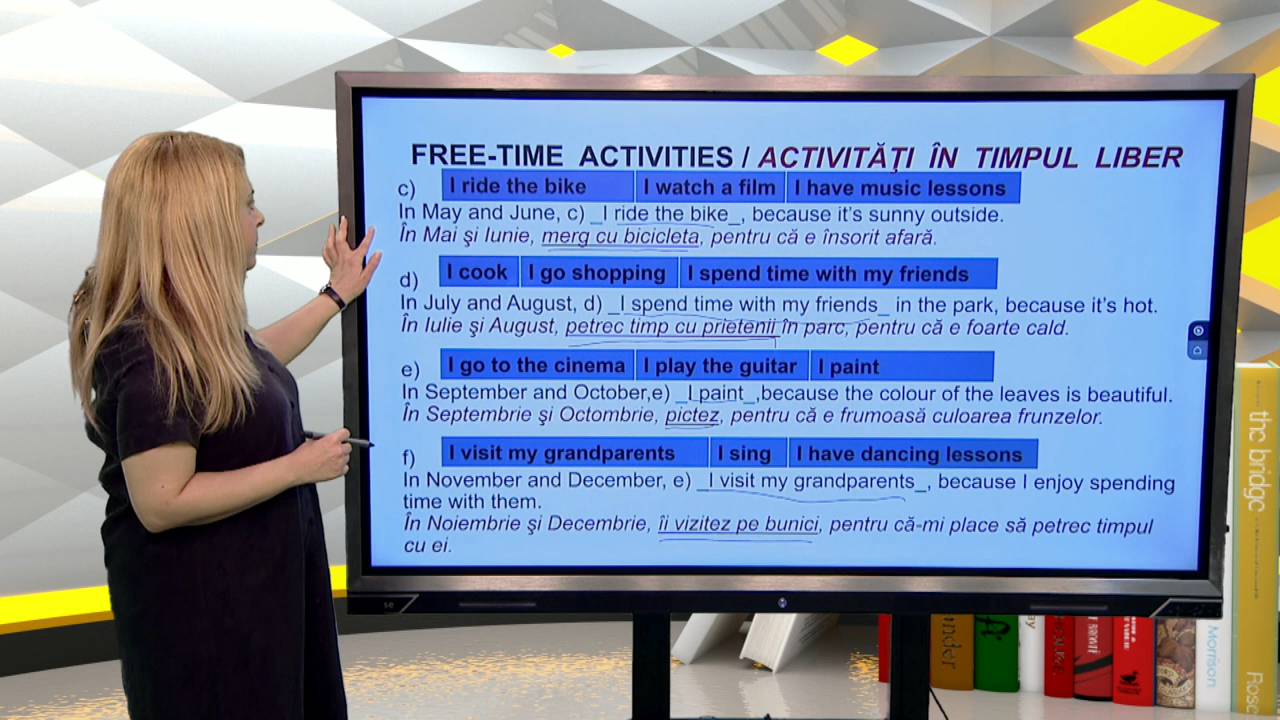 FREE-TIME ACTIVITIES / ACTIVITĂŢI ÎN TIMPUL LIBER
c) I ride the bike I watch a film I have music lessons
In May and June, c) _I ride the bike_, because it's sunny outside.
În Mai şi Iunie, merg cu bicicleta, pentru că e însorit afară.
d) I cook I go shopping I spend time with my friends
In July and August, d) _I spend time with my friends_ in the park, because it's hot.
În Iulie şi August, petrec timp cu prietenii în parc, pentru că e foarte cald.
e) I go to the cinema I play the guitar I paint
In September and October,e) _I paint_,because the colour of the leaves is beautiful.
În Septembrie şi Octombrie, pictez, pentru că e frumoasă culoarea frunzelor.
f) I visit my grandparents I sing I have dancing lessons
In November and December, e) _I visit my grandparents_, because I enjoy spending
time with them.
În Noiembrie şi Decembrie, îi vizitez pe bunici, pentru că-mi place să petrec timpul
cu ei.
the bridge
Morrison